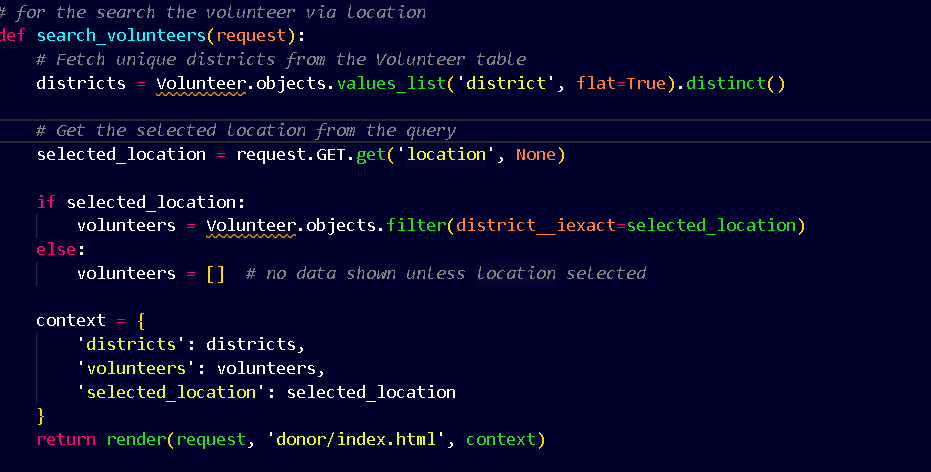 # for the search the volunteer via location
def search_volunteers(request):
    # Fetch unique districts from the Volunteer table
    districts = Volunteer.objects.values_list('district', flat=True).distinct()
    # Get the selected location from the query
    selected_location = request.GET.get('location', None)
    if selected_location:
        volunteers = Volunteer.objects.filter(district__iexact=selected_location)
    else:
        volunteers = []  # no data shown unless location selected
    context = {
        'districts': districts,
        'volunteers': volunteers,
        'selected_location': selected_location
    }
    return render(request, 'donor/index.html', context)